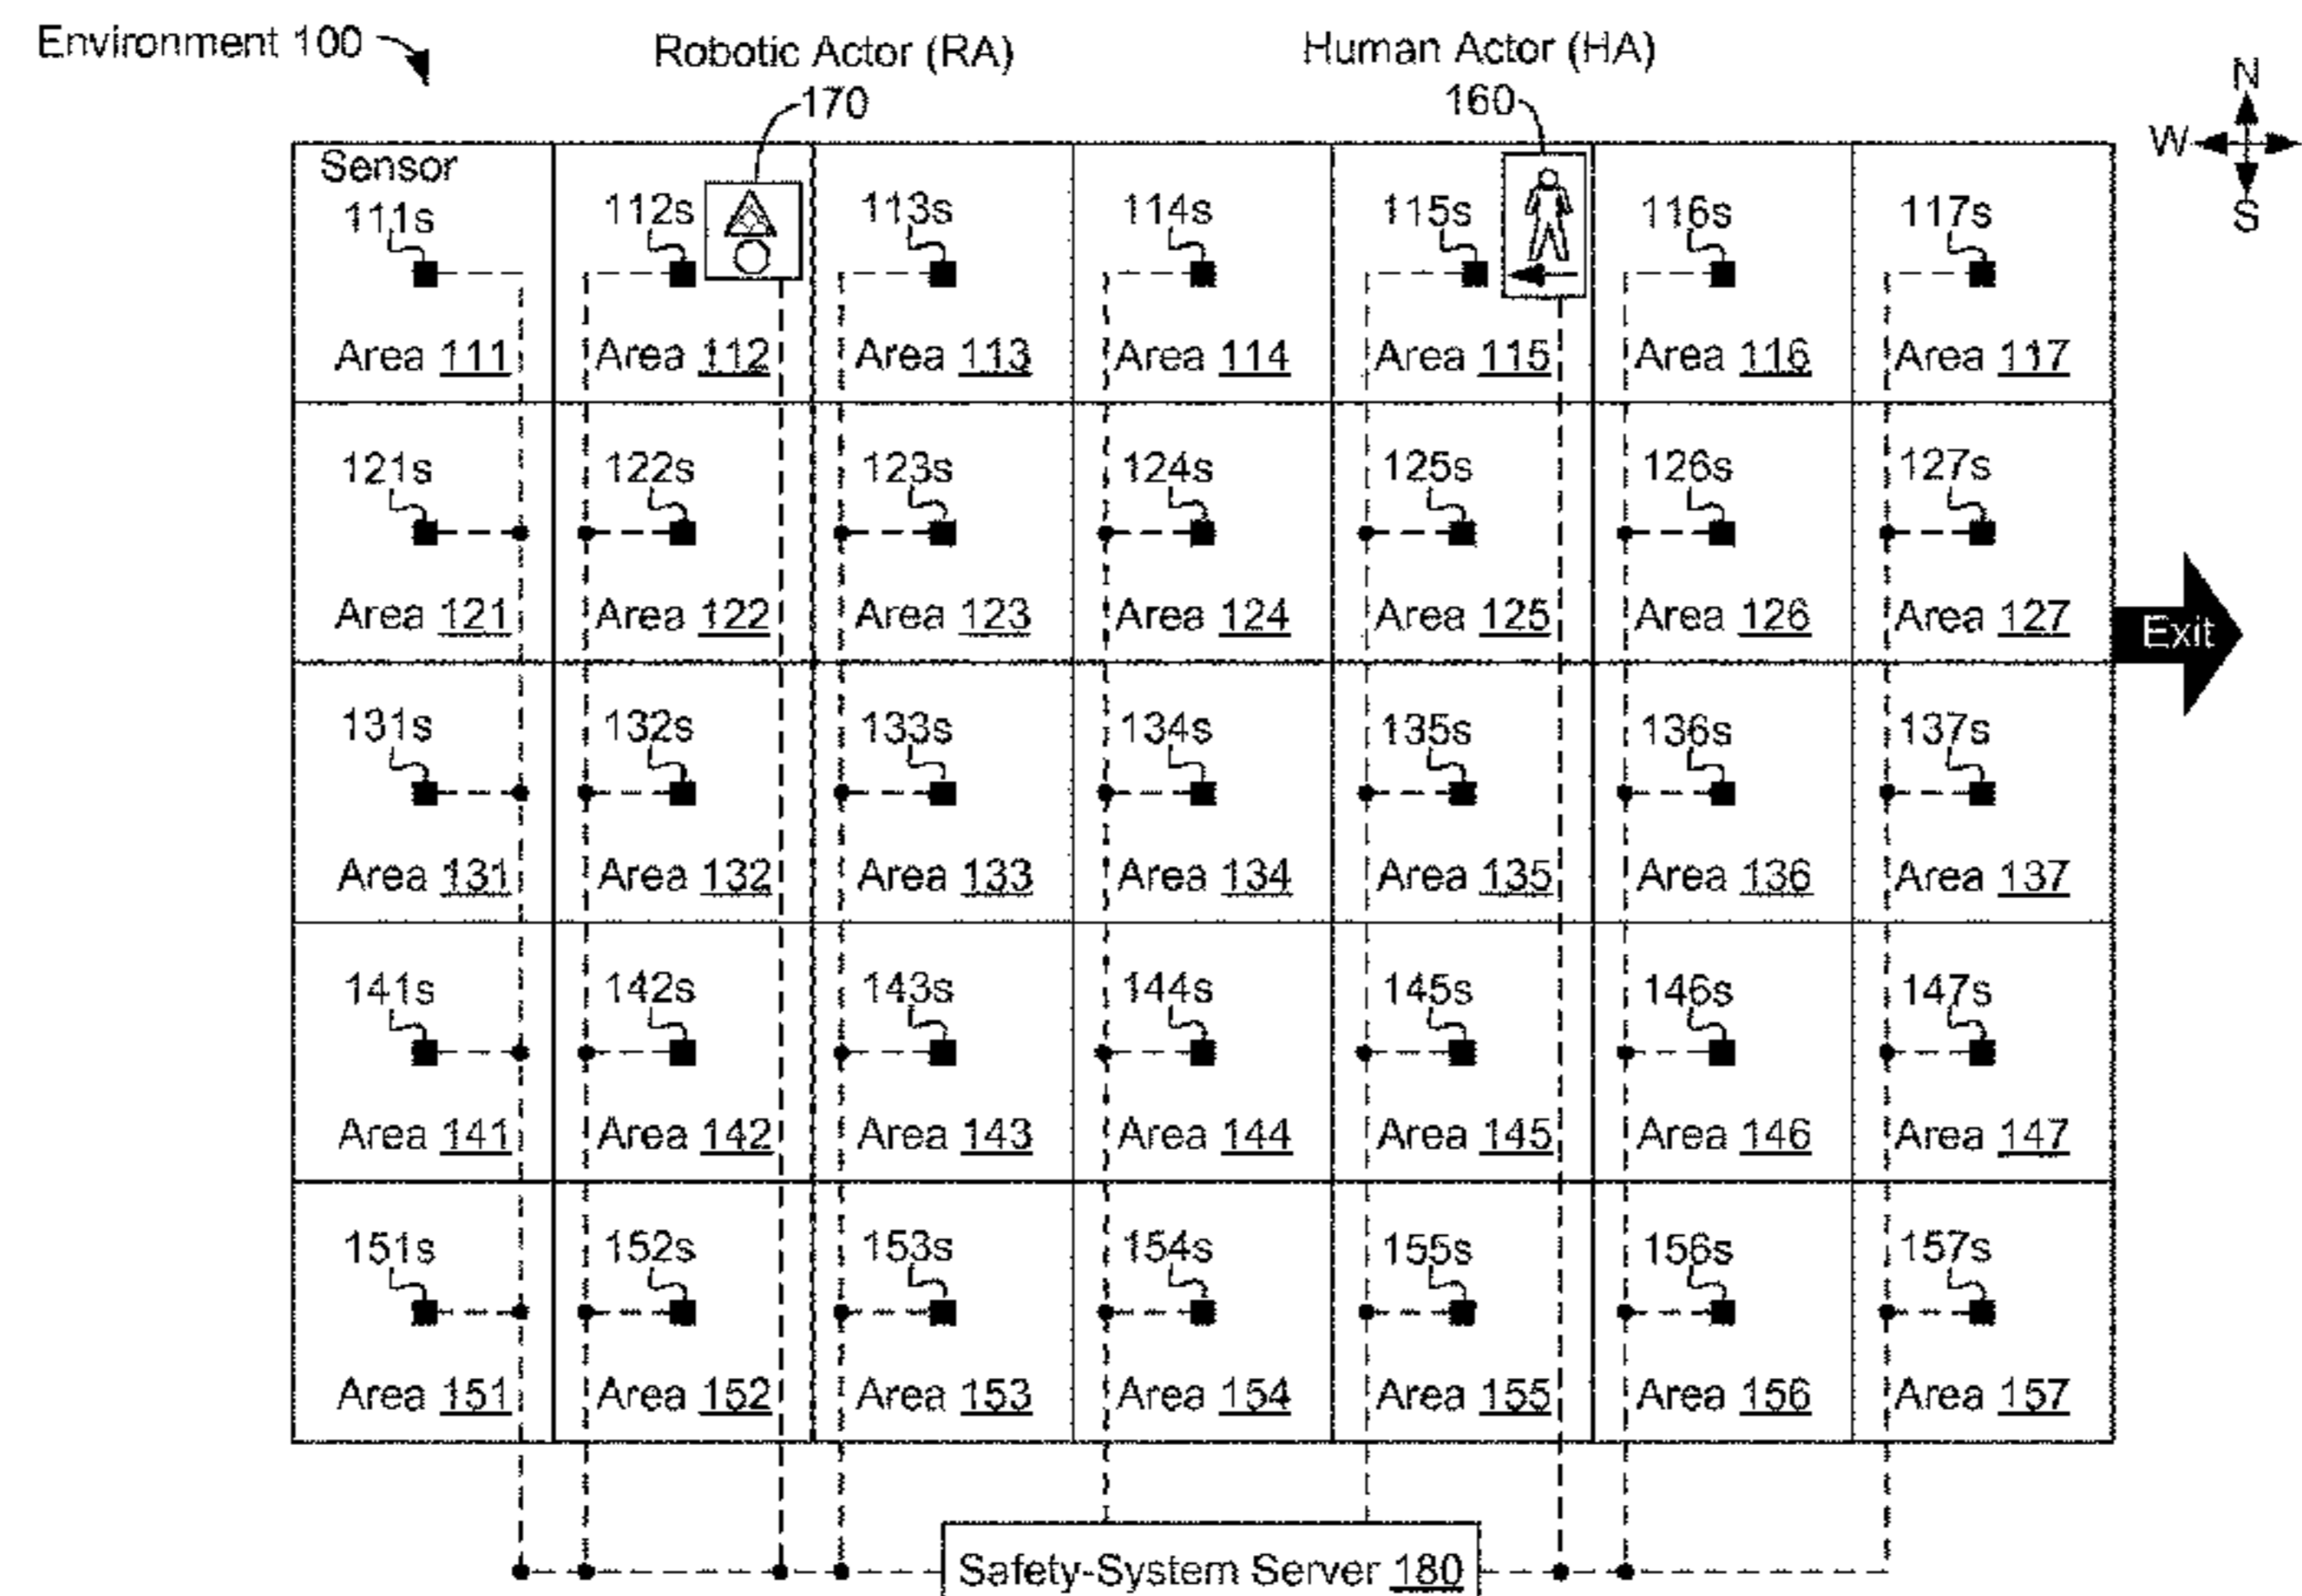 Environment 100
Robotic Actor (RA)
170
Human Actor (HA)
160
N
W
S
Sensor
111s 112s 113s 114s 115s 116s 117s
Area 111 Area 112 Area 113 Area 114 Area 115 Area 116 Area 117
121s 122s 123s 124s 125s 126s 127s
Area 121 Area 122 Area 123 Area 124 Area 125 Area 126 Area 127
Exit
131s 132s 133s 134s 135s 136s 137s
Area 131 Area 132 Area 133 Area 134 Area 135 Area 136 Area 137
141s 142s 143s 144s 145s 146s 147s
Area 141 Area 142 Area 143 Area 144 Area 145 Area 146 Area 147
151s 152s 153s 154s 155s 156s 157s
Area 151 Area 152 Area 153 Area 154 Area 155 Area 156 Area 157
Safety-System Server 180